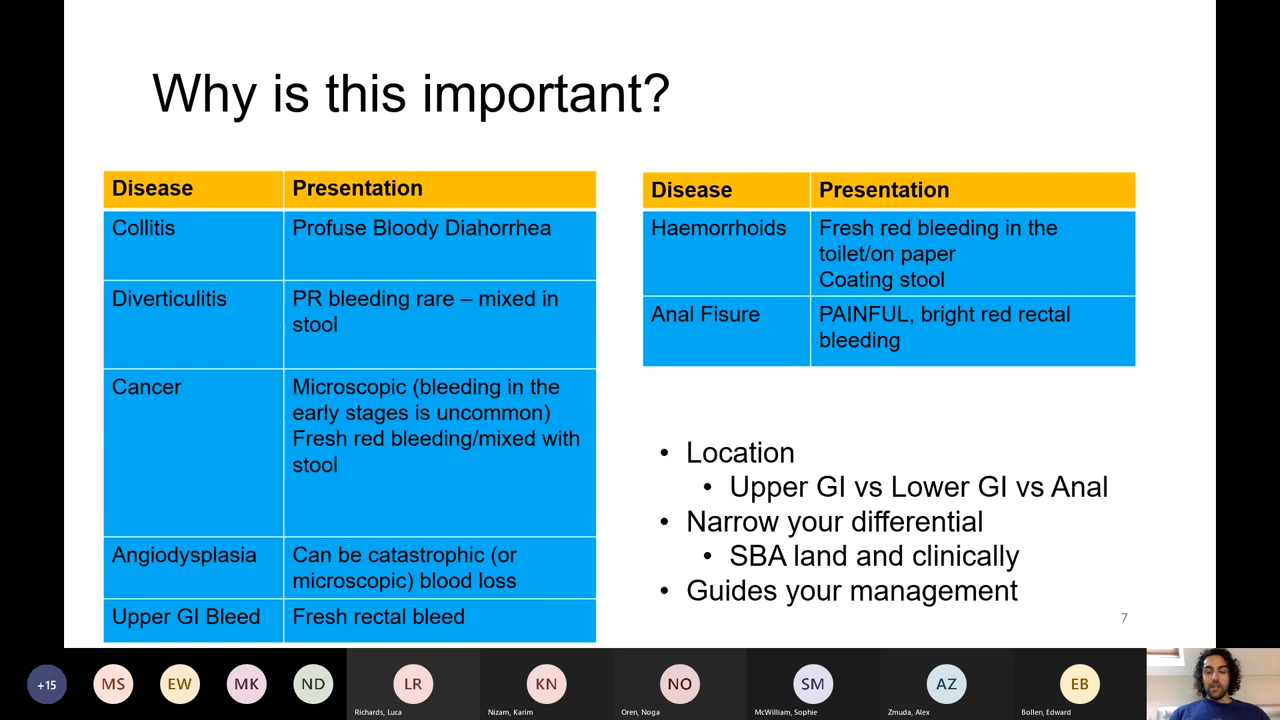 Why is this important?
Disease Presentation
Collitis Profuse Bloody Diahorrhea
Diverticulitis PR bleeding rare – mixed in
stool
Cancer Microscopic (bleeding in the
early stages is uncommon)
Fresh red bleeding/mixed with
stool
Angiodysplasia Can be catastrophic (or
microscopic) blood loss
Upper GI Bleed Fresh rectal bleed
Disease Presentation
Haemorrhoids Fresh red bleeding in the
toilet/on paper
Coating stool
Anal Fisure PAINFUL, bright red rectal
bleeding
• Location
• Upper GI vs Lower GI vs Anal
• Narrow your differential
• SBA land and clinically
• Guides your management
7
+15 MS EW MK ND LR KN NO SM AZ EB
Richards, Luca Nizam, Karim Oren, Noga McWilliam, Sophie Zmuda, Alex Bollen, Edward